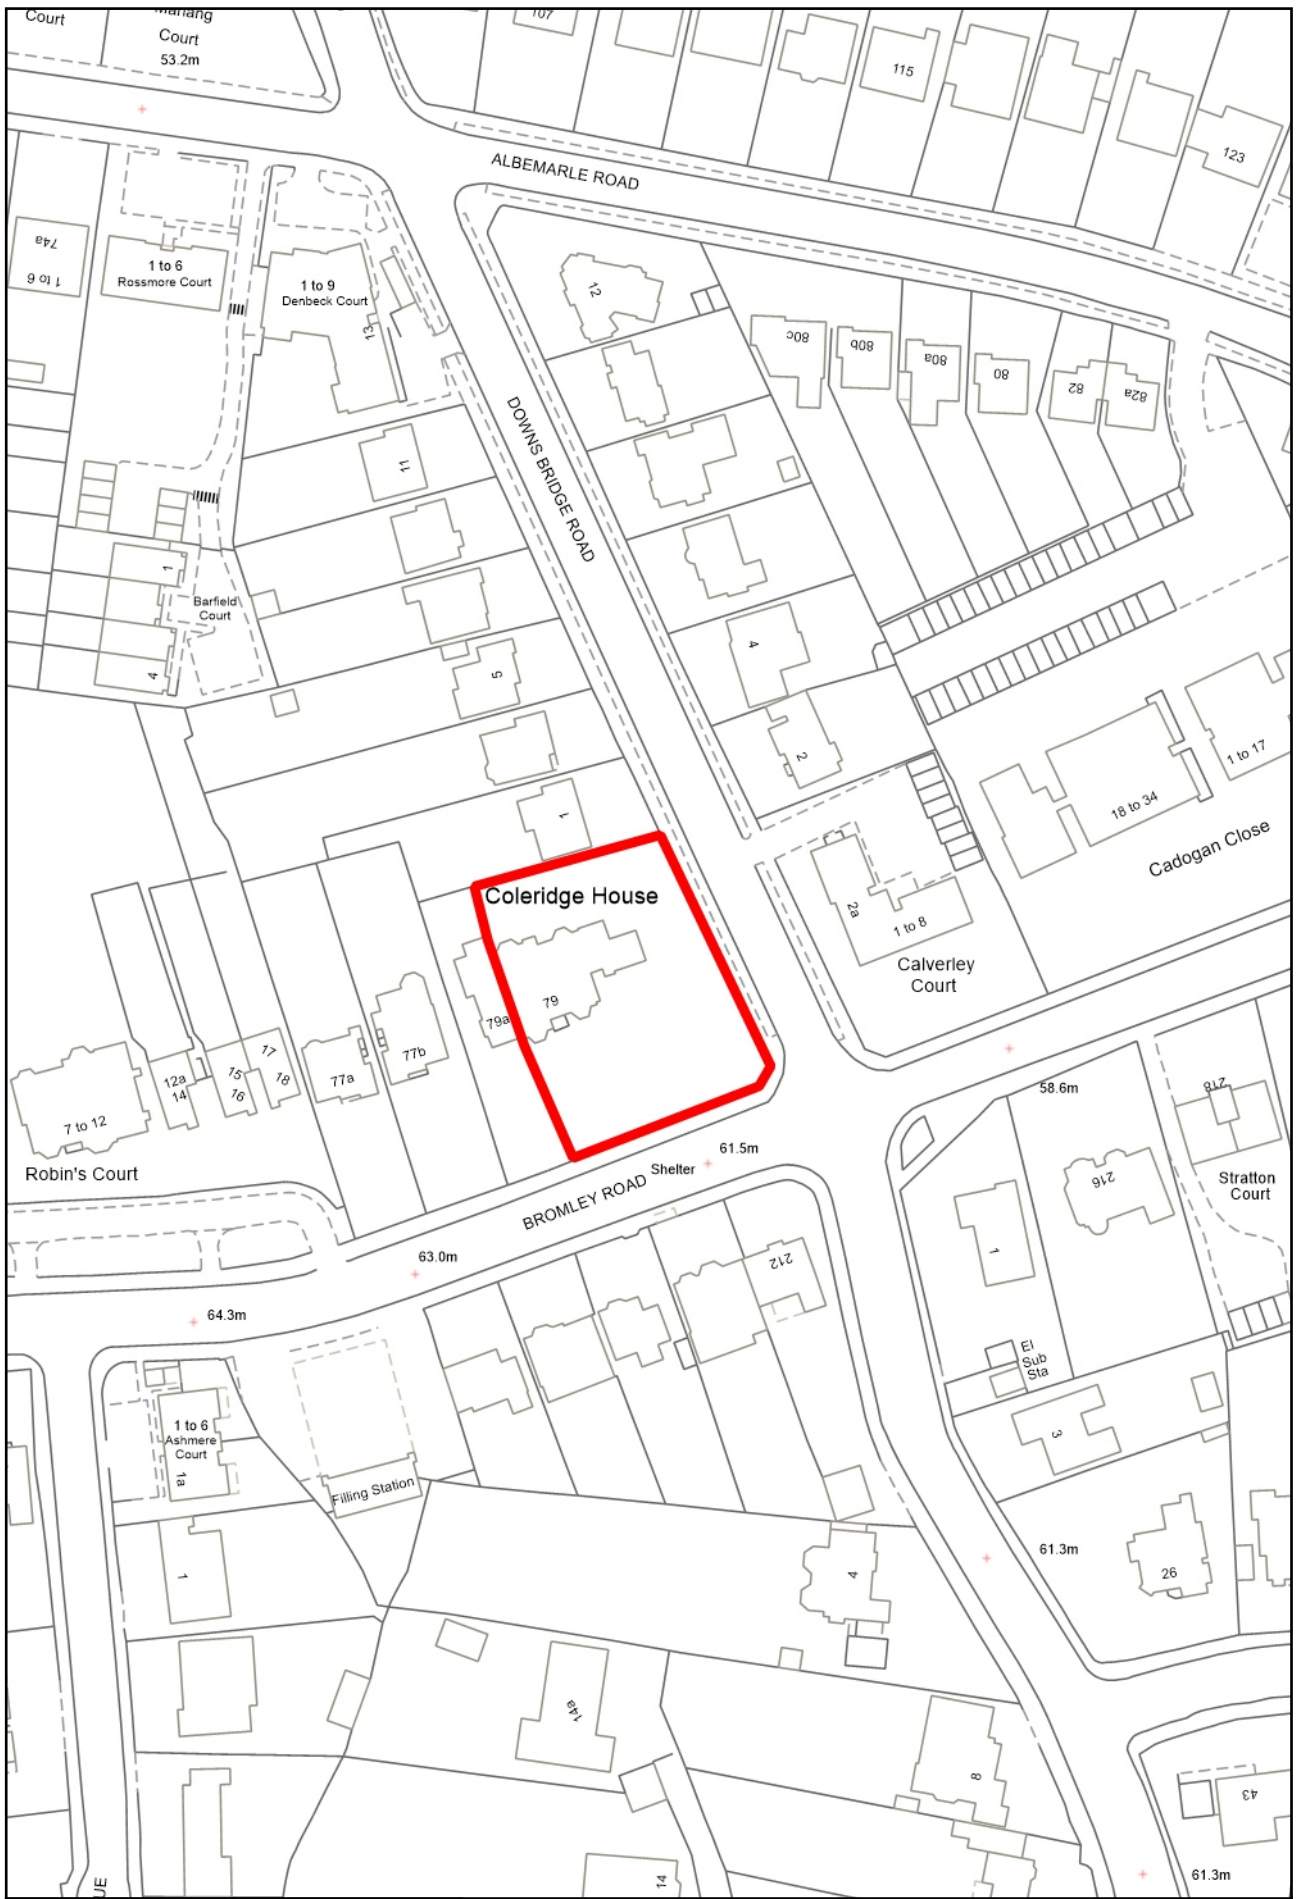 Court
Court
53.2m
107
115
123
ALBEMARLE ROAD
74a
1 to 6
1 to 6
Rossmore Court
1 to 9
Denbeck Court
13
12
80c
80b
80a
80
82
82a
DOWNS BRIDGE ROAD
11
1
Barfield
Court
4
5
4
2
1
18 to 34
1 to 17
Cadogan Close
Coleridge House
2a
1 to 8
Calverley
Court
79
79a
77b
77a
17
18
15
16
12a
14
7 to 12
Robin's Court
58.6m
218
216
Stratton
Court
61.5m
Shelter
BROMLEY ROAD
63.0m
64.3m
212
1
El
Sub
Sta
3
1 to 6
Ashmere
Court
1a
Filling Station
61.3m
26
1
4
14a
8
43
14
61.3m
UE